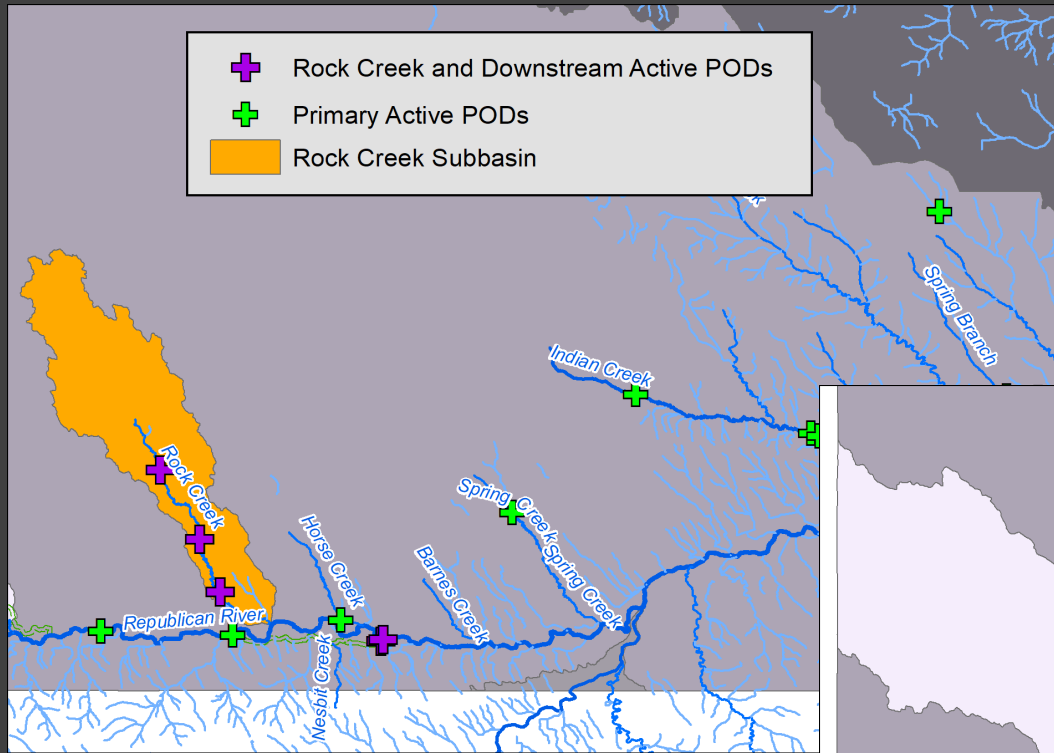 Rock Creek and Downstream Active PODs
Primary Active PODs
Rock Creek Subbasin
Spring Branch
Indian Creek
Rock Creek
Spring Creek
Spring Creek
Horse Creek
Barnes Creek
Republican River
Nesbit Creek